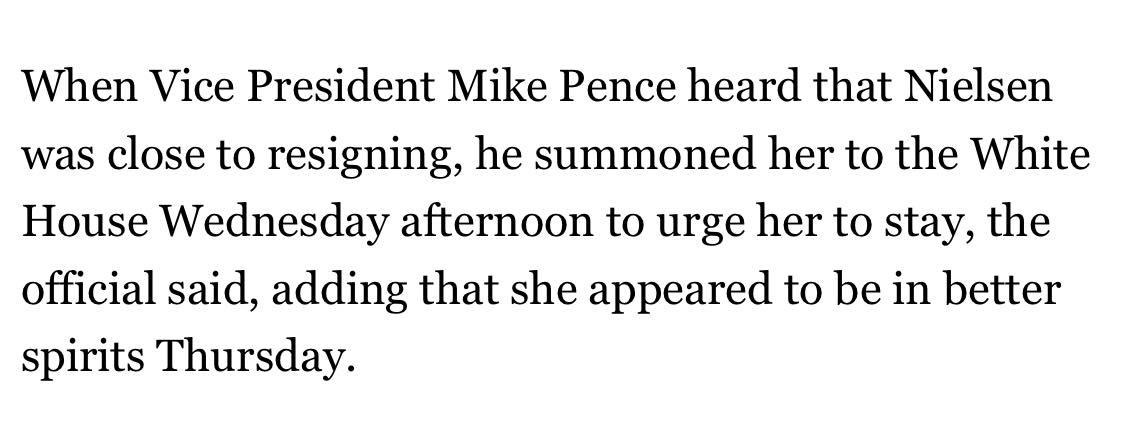 When Vice President Mike Pence heard that Nielsen
was close to resigning, he summoned her to the White
House Wednesday afternoon to urge her to stay, the
official said, adding that she appeared to be in better
spirits Thursday.